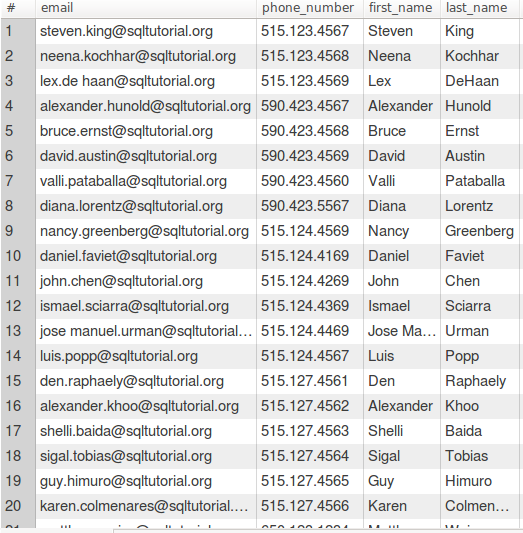 # email phone_number first_name last_name
1 steven.king@sqltutorial.org 515.123.4567 Steven King
2 neena.kochhar@sqltutorial.org 515.123.4568 Neena Kochhar
3 lex.de haan@sqltutorial.org 515.123.4569 Lex DeHaan
4 alexander.hunold@sqltutorial.org 590.423.4567 Alexander Hunold
5 bruce.ernst@sqltutorial.org 590.423.4568 Bruce Ernst
6 david.austin@sqltutorial.org 590.423.4569 David Austin
7 valli.pataballa@sqltutorial.org 590.423.4560 Valli Pataballa
8 diana.lorentz@sqltutorial.org 590.423.5567 Diana Lorentz
9 nancy.greenberg@sqltutorial.org 515.124.4569 Nancy Greenberg
10 daniel.faviet@sqltutorial.org 515.124.4169 Daniel Faviet
11 john.chen@sqltutorial.org 515.124.4269 John Chen
12 ismael.sciarra@sqltutorial.org 515.124.4369 Ismael Sciarra
13 jose manuel.urman@sqltutorial... 515.124.4469 Jose Ma... Urman
14 luis.popp@sqltutorial.org 515.124.4567 Luis Popp
15 den.raphaely@sqltutorial.org 515.127.4561 Den Raphaely
16 alexander.khoo@sqltutorial.org 515.127.4562 Alexander Khoo
17 shelli.baida@sqltutorial.org 515.127.4563 Shelli Baida
18 sigal.tobias@sqltutorial.org 515.127.4564 Sigal Tobias
19 guy.himuro@sqltutorial.org 515.127.4565 Guy Himuro
20 karen.colmenares@sqltutorial.... 515.127.4566 Karen Colmen...